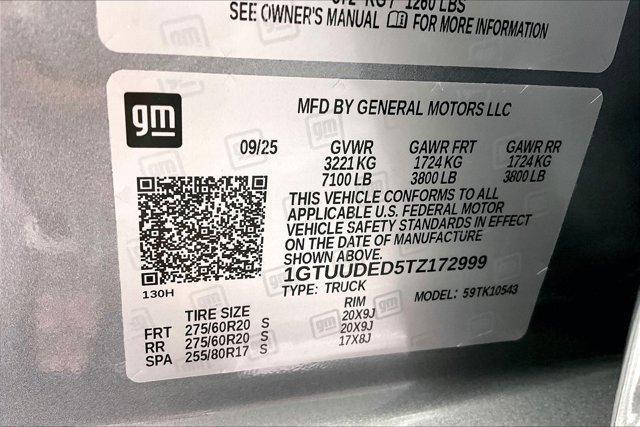 KG / 1260 LBS
SEE OWNER'S MANUAL FOR MORE INFORMATION
gm
MFD BY GENERAL MOTORS LLC
09/25 GVWR GAWR FRT GAWR RR
3221 KG 1724 KG 1724 KG
7100 LB 3800 LB 3800 LB
THIS VEHICLE CONFORMS TO ALL
APPLICABLE U.S. FEDERAL MOTOR
VEHICLE SAFETY STANDARDS IN EFFECT
ON THE DATE OF MANUFACTURE
SHOWN ABOVE.
1GTUUDED5TZ172999
130H
TYPE: TRUCK MODEL: 59TK10543
TIRE SIZE RIM
FRT 275/60R20 S 20X9J
RR 275/60R20 S 20X9J
SPA 255/80R17 S 17X8J